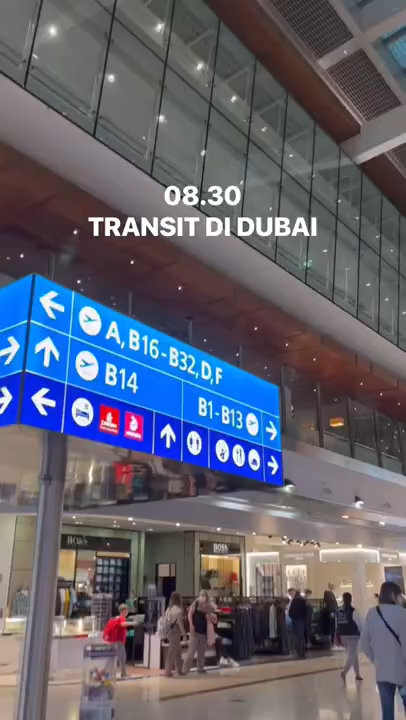 08.30
TRANSIT DI DUBAI
A, B16-B32, D, F
B14
B1-B13
BOSS
BOSS